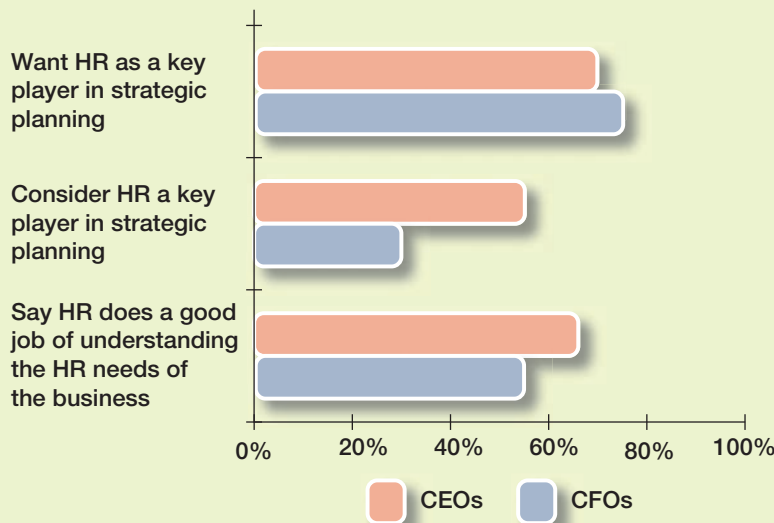 Want HR as a key
player in strategic
planning
Consider HR a key
player in strategic
planning
Say HR does a good
job of understanding
the HR needs of
the business
0% 20% 40% 60% 80% 100%
CEOs CFOs